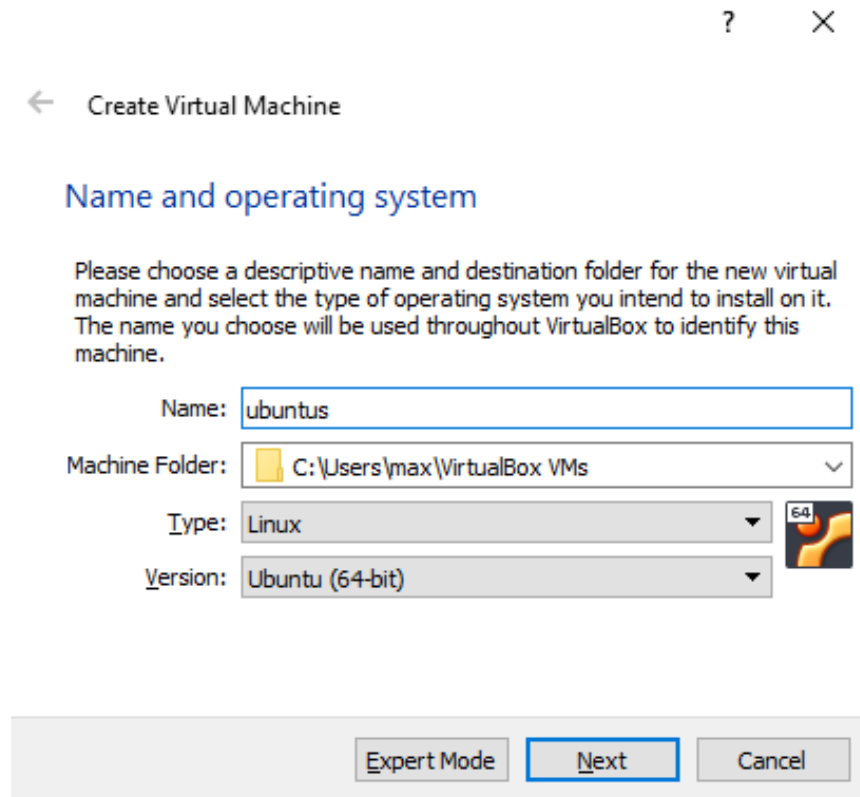 ?
Create Virtual Machine
Name and operating system
Please choose a descriptive name and destination folder for the new virtual
machine and select the type of operating system you intend to install on it.
The name you choose will be used throughout VirtualBox to identify this
machine.
Name: ubuntus
Machine Folder: C:\Users\max\VirtualBox VMs
Type: Linux
64
Version: Ubuntu (64-bit)
Expert Mode Next Cancel